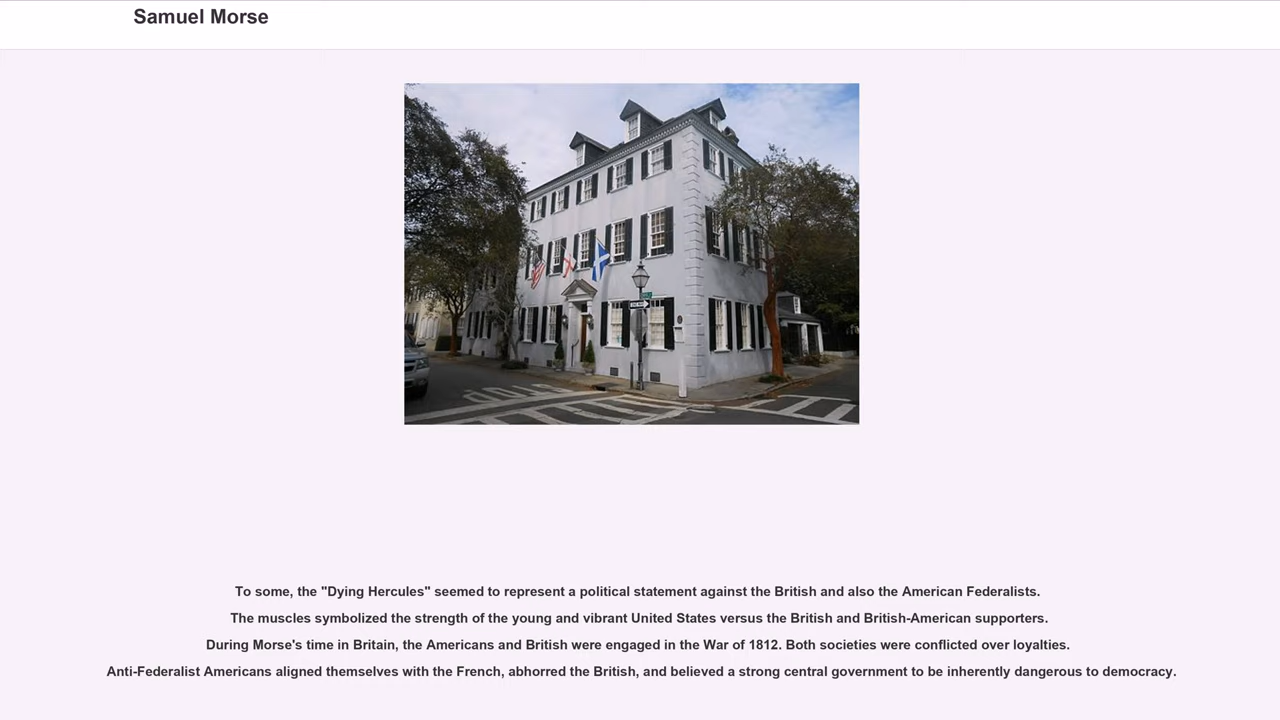 Samuel Morse
To some, the "Dying Hercules" seemed to represent a political statement against the British and also the American Federalists.
The muscles symbolized the strength of the young and vibrant United States versus the British and British-American supporters.
During Morse's time in Britain, the Americans and British were engaged in the War of 1812. Both societies were conflicted over loyalties.
Anti-Federalist Americans aligned themselves with the French, abhorred the British, and believed a strong central government to be inherently dangerous to democracy.